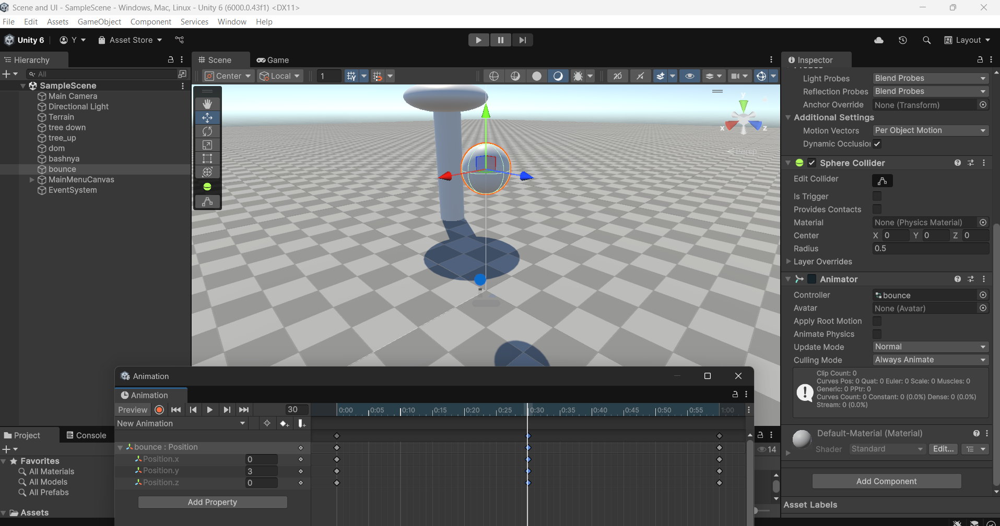 Scene and UI - SampleScene - Windows, Mac, Linux - Unity 6 (6000.0.43f1) <DX11>
File Edit Assets GameObject Component Services Window Help
Unity 6 Y Asset Store Layout
Hierarchy
All
SampleScene
Main Camera
Directional Light
Terrain
tree down
tree_up
dom
bashnya
bounce
MainMenuCanvas
EventSystem
Scene Game
Center Local 1
y
x
z
Persp
Inspector
Probes
Light Probes Blend Probes
Reflection Probes Blend Probes
Anchor Override None (Transform)
Additional Settings
Motion Vectors Per Object Motion
Dynamic Occlusion
Sphere Collider
Edit Collider
Is Trigger
Provides Contacts
Material None (Physics Material)
Center X 0 Y 0 Z 0
Radius 0.5
Layer Overrides
Animator
Controller bounce
Avatar None (Avatar)
Apply Root Motion
Animate Physics
Update Mode Normal
Culling Mode Always Animate
Clip Count: 0
Curves Pos: 0 Quat: 0 Euler: 0 Scale: 0 Muscles: 0
Generic: 0 PPtr: 0
Curves Count: 0 Constant: 0 (0.0%) Dense: 0 (0.0%)
Stream: 0 (0.0%)
Default-Material (Material)
Shader Standard Edit...
Add Component
Asset Labels
Animation
Animation
Preview 30 0:00 0:05 0:10 0:15 0:20 0:25 0:30 0:35 0:40 0:45 0:50 0:55 1:00
New Animation
bounce : Position
Position.x 0
Position.y 3
Position.z 0
Add Property
Project Console
14
Favorites
All Materials
All Models
All Prefabs
Assets